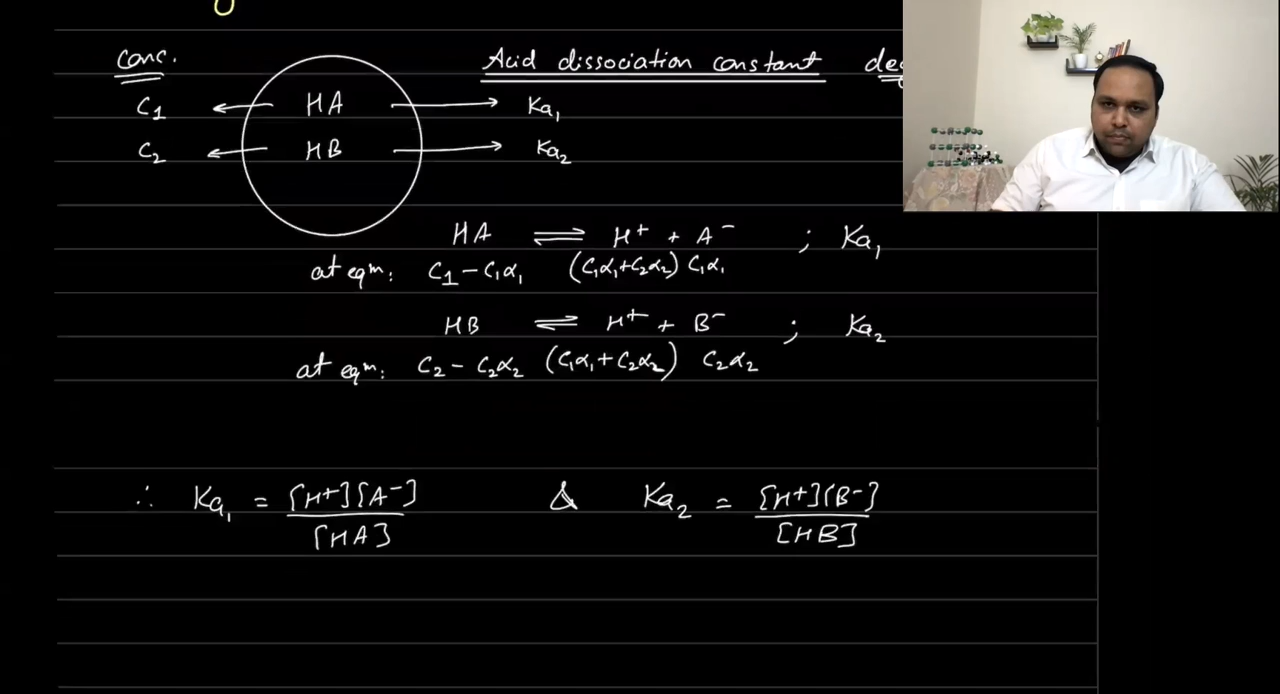 conc. Acid dissociation constant
C1 ← HA → Ka₁
C2 ← HB → Ka₂
HA ⇌ H⁺ + A⁻ ; Ka₁
at eqm: C1 – C₁α₁ (C₁α₁+C₂α₂) C₁α₁
HB ⇌ H⁺ + B⁻ ; Ka₂
at eqm: C₂ – C₂α₂ (C₁α₁+C₂α₂) C₂α₂
∴ Ka₁ = [H+][A-]/[HA] & Ka₂ = [H+][B-]/[HB]